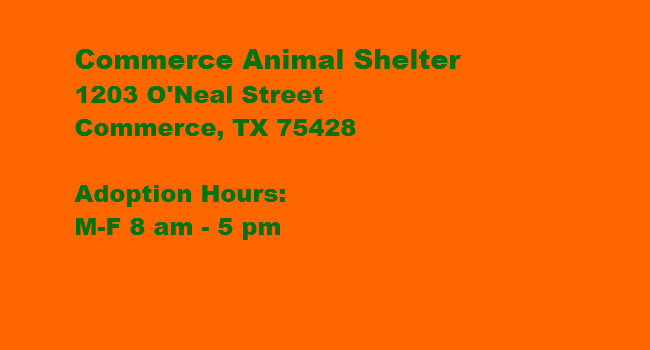 Commerce Animal Shelter
1203 O'Neal Street
Commerce, TX 75428
Adoption Hours:
M-F 8 am - 5 pm